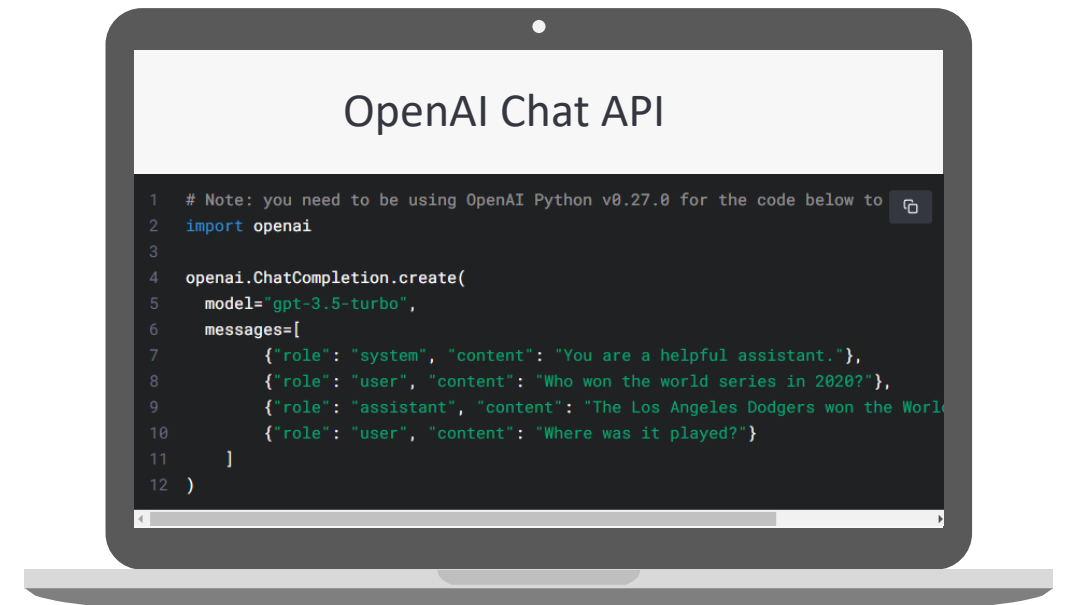 OpenAI Chat API
1 # Note: you need to be using OpenAI Python v0.27.0 for the code below to
2 import openai
3
4 openai.ChatCompletion.create(
5   model="gpt-3.5-turbo",
6   messages=[
7         {"role": "system", "content": "You are a helpful assistant."},
8         {"role": "user", "content": "Who won the world series in 2020?"},
9         {"role": "assistant", "content": "The Los Angeles Dodgers won the
10         {"role": "user", "content": "Where was it played?"}
11     ]
12 )